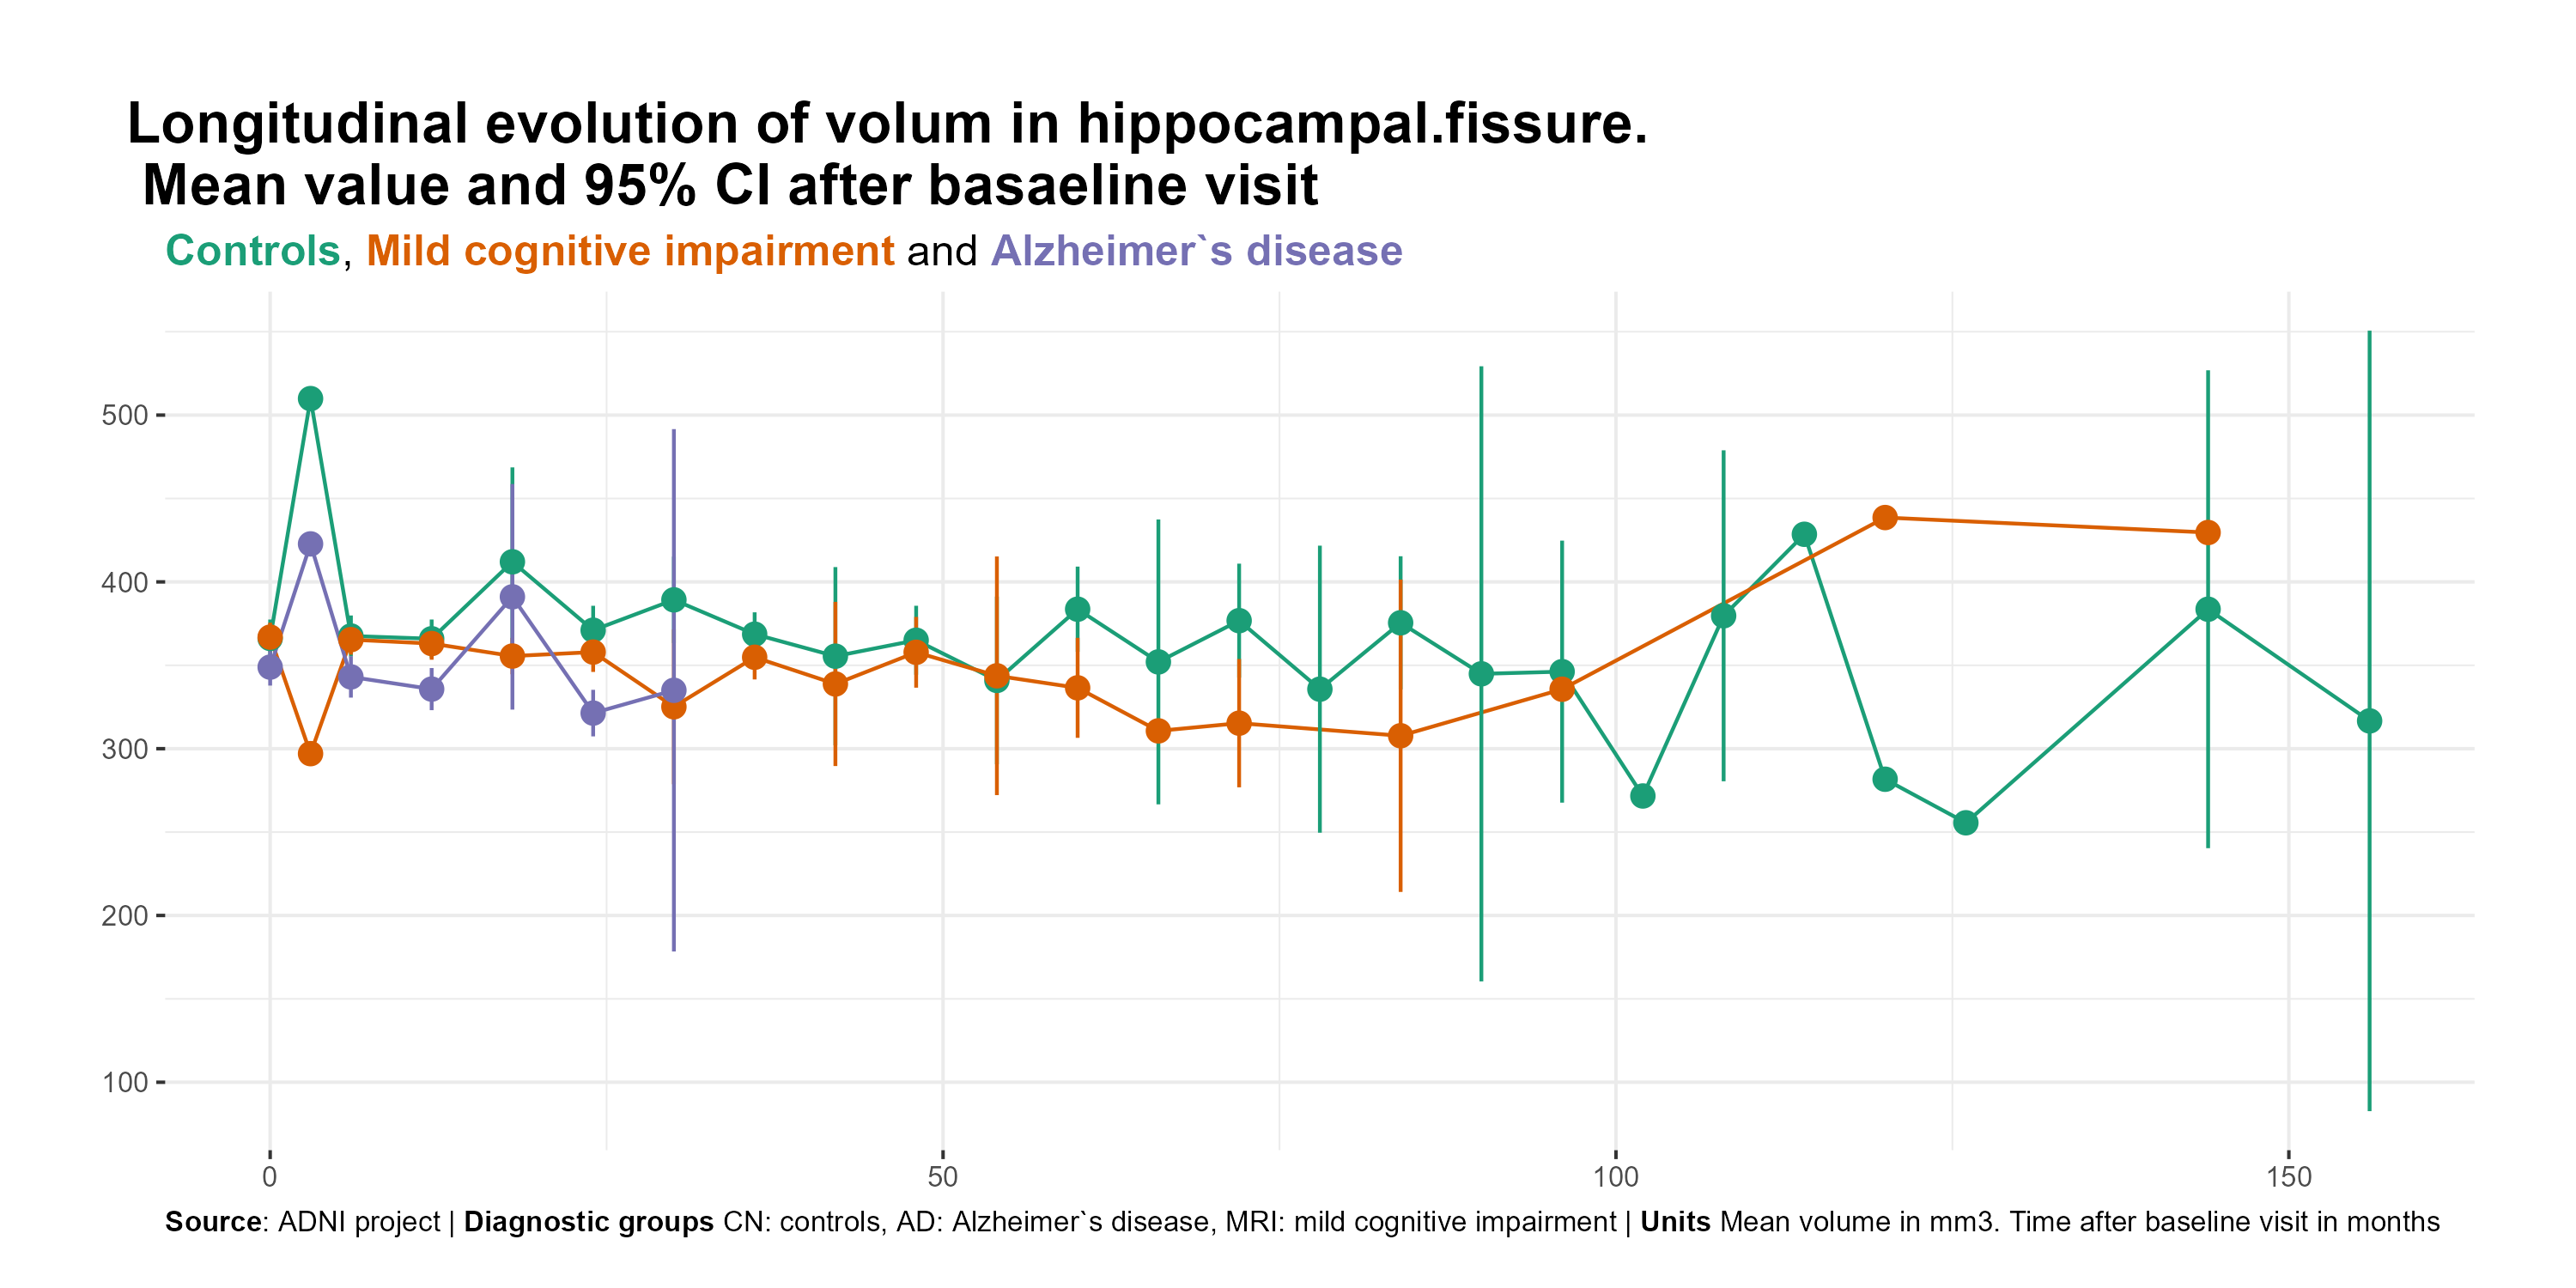 Longitudinal evolution of volum in hippocampal.fissure.
Mean value and 95% CI after basaeline visit
Controls, Mild cognitive impairment and Alzheimer`s disease
500
400
300
200
100
0 50 100 150
Source: ADNI project | Diagnostic groups CN: controls, AD: Alzheimer`s disease, MRI: mild cognitive impairment | Units Mean volume in mm3. Time after baseline visit in months